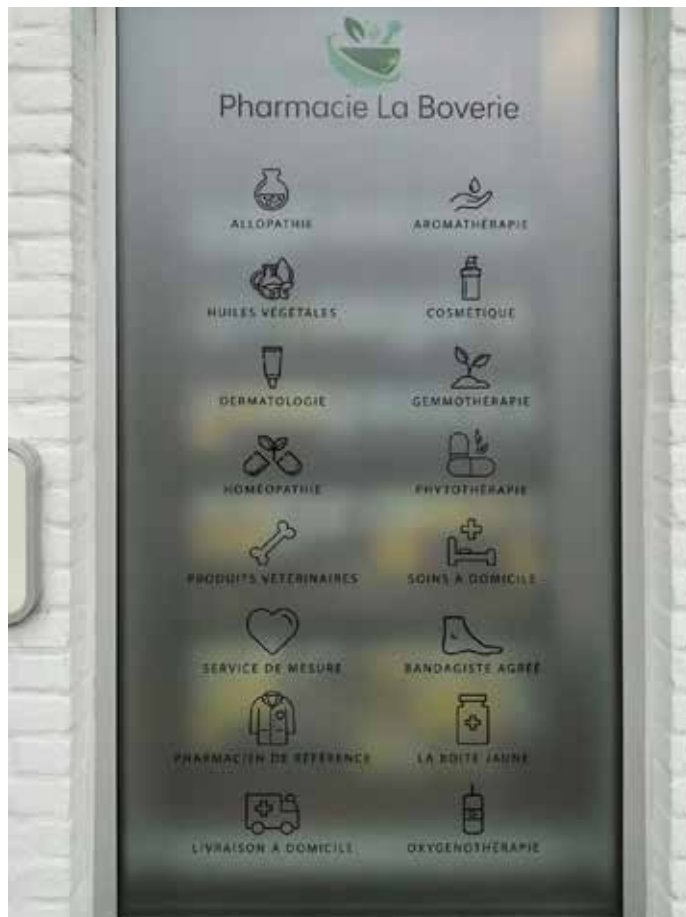 Pharmacie La Boverie
ALLOPATHIE
AROMATHÉRAPIE
HUILES VÉGÉTALES
COSMÉTIQUE
DERMATOLOGIE
GEMMOTHÉRAPIE
HOMÉOPATHIE
PHYTOTHÉRAPIE
PRODUITS VÉTÉRINAIRES
SOINS À DOMICILE
SERVICE DE MESURE
BANDAGISTE AGRÉÉ
PHARMACIEN DE RÉFÉRENCE
LA BOITE JAUNE
LIVRAISON À DOMICILE
OXYGENOTHÉRAPIE